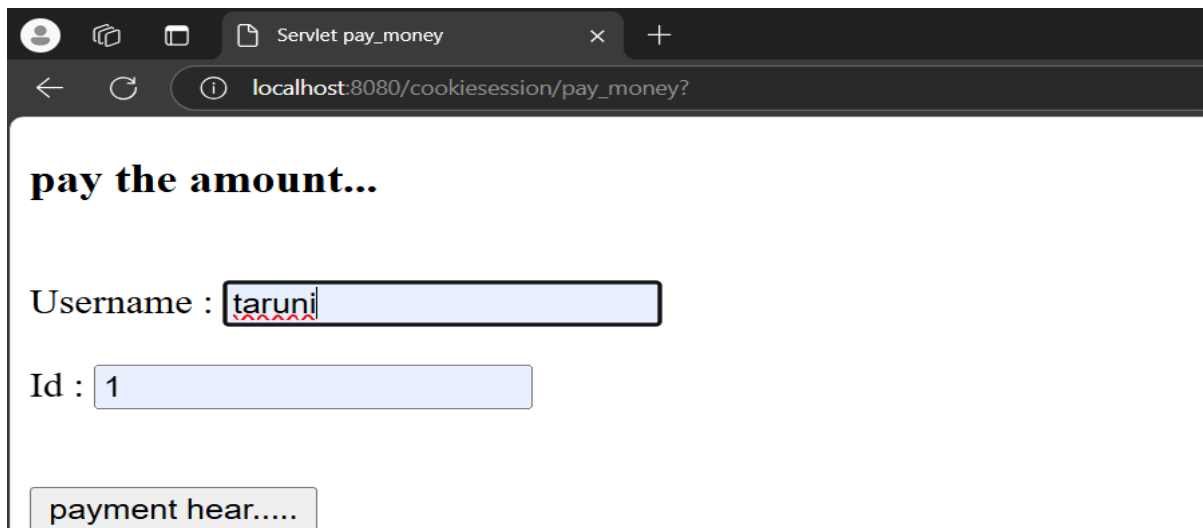 Servlet pay_money
localhost:8080/cookiesession/pay_money?
pay the amount...
Username : taruni
Id : 1
payment hear.....